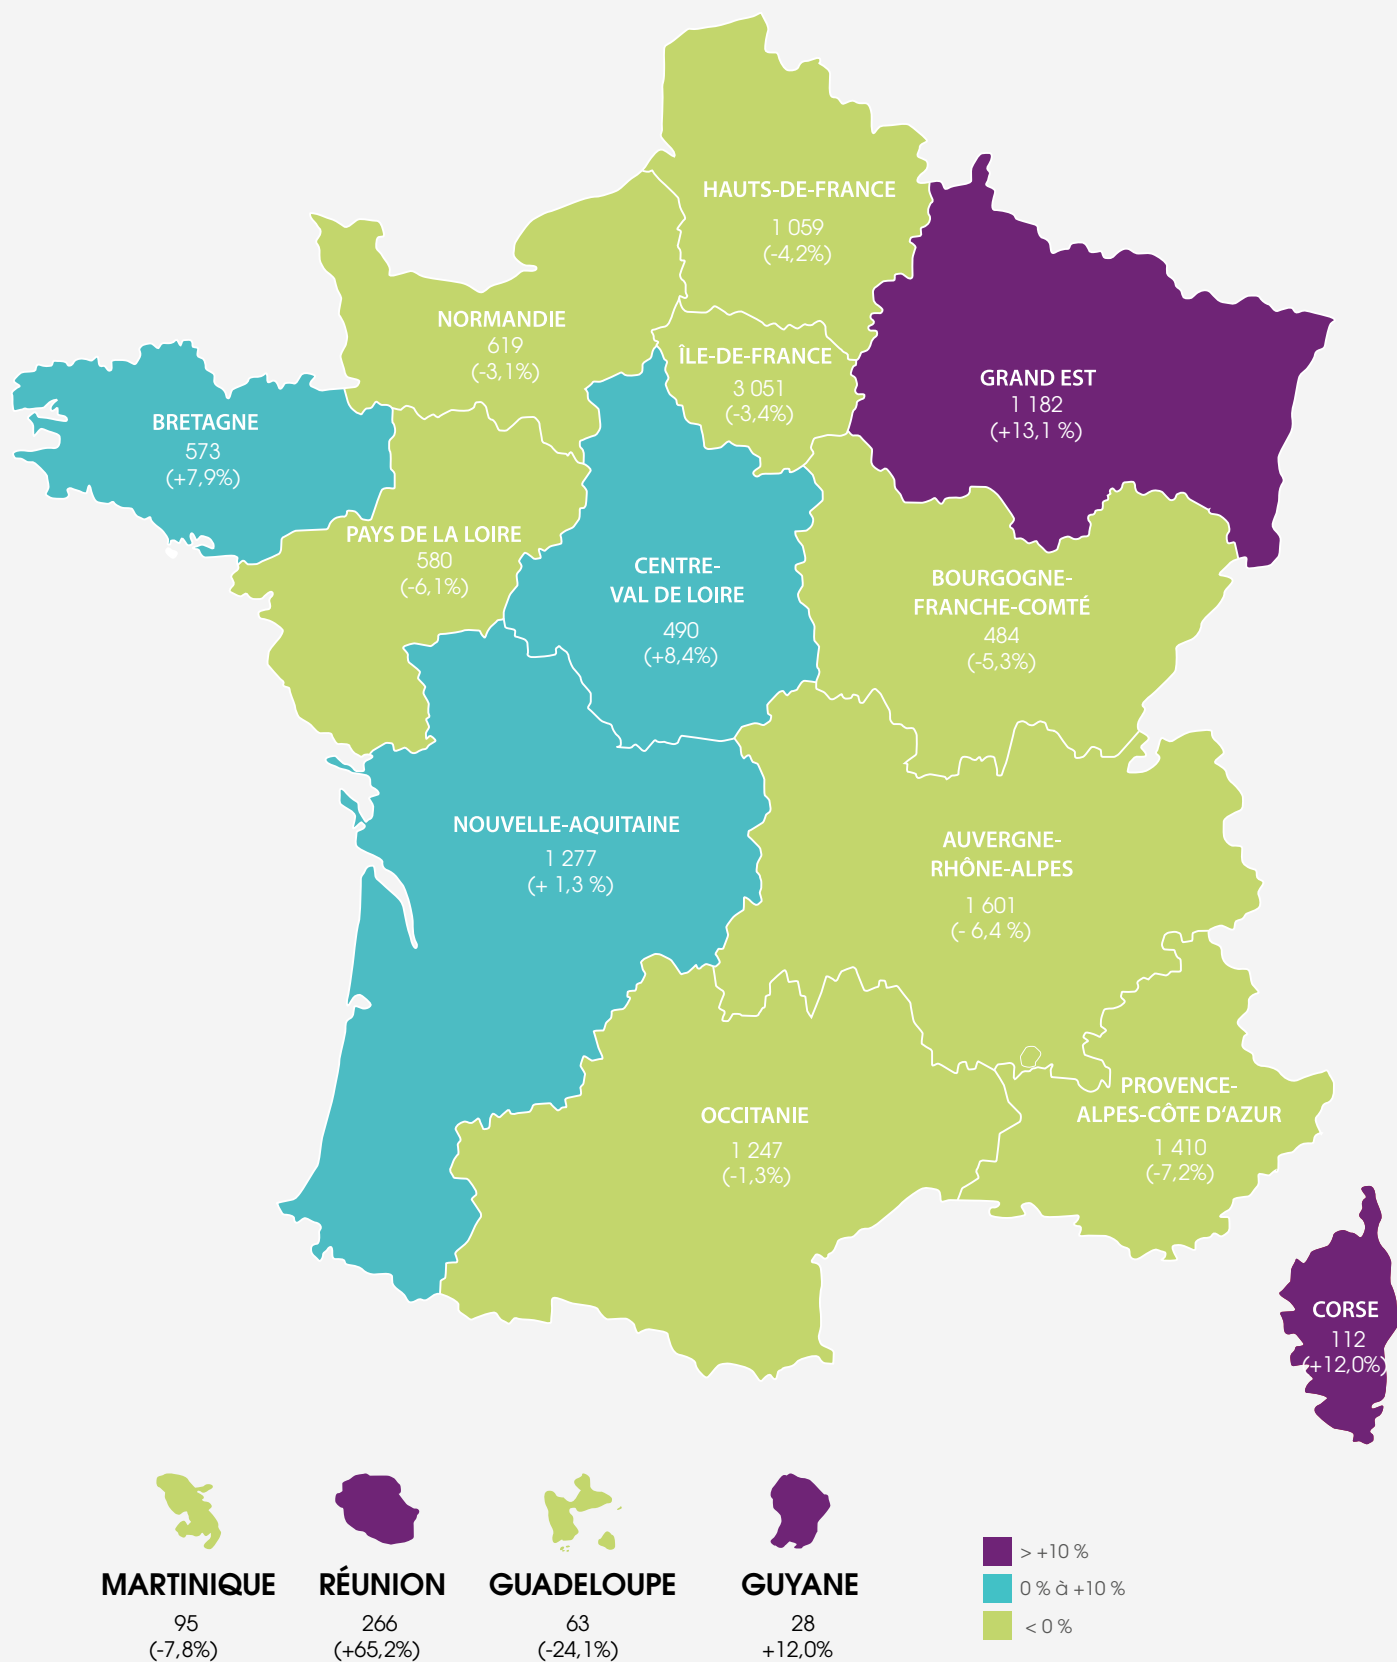 HAUTS-DE-FRANCE
1 059
(-4,2%)
NORMANDIE
619
(-3,1%)
ÎLE-DE-FRANCE
3 051
(-3,4%)
GRAND EST
1 182
(+13,1 %)
BRETAGNE
573
(+7,9%)
PAYS DE LA LOIRE
580
(-6,1%)
CENTRE-
VAL DE LOIRE
490
(+8,4%)
BOURGOGNE-
FRANCHE-COMTÉ
484
(-5,3%)
NOUVELLE-AQUITAINE
1 277
(+ 1,3 %)
AUVERGNE-
RHÔNE-ALPES
1 601
(- 6,4 %)
OCCITANIE
1 247
(-1,3%)
PROVENCE-
ALPES-CÔTE D'AZUR
1 410
(-7,2%)
CORSE
112
(+12,0%)
MARTINIQUE
95
(-7,8%)
RÉUNION
266
(+65,2%)
GUADELOUPE
63
(-24,1%)
GUYANE
28
+12,0%
> +10 %
0 % à +10 %
< 0 %